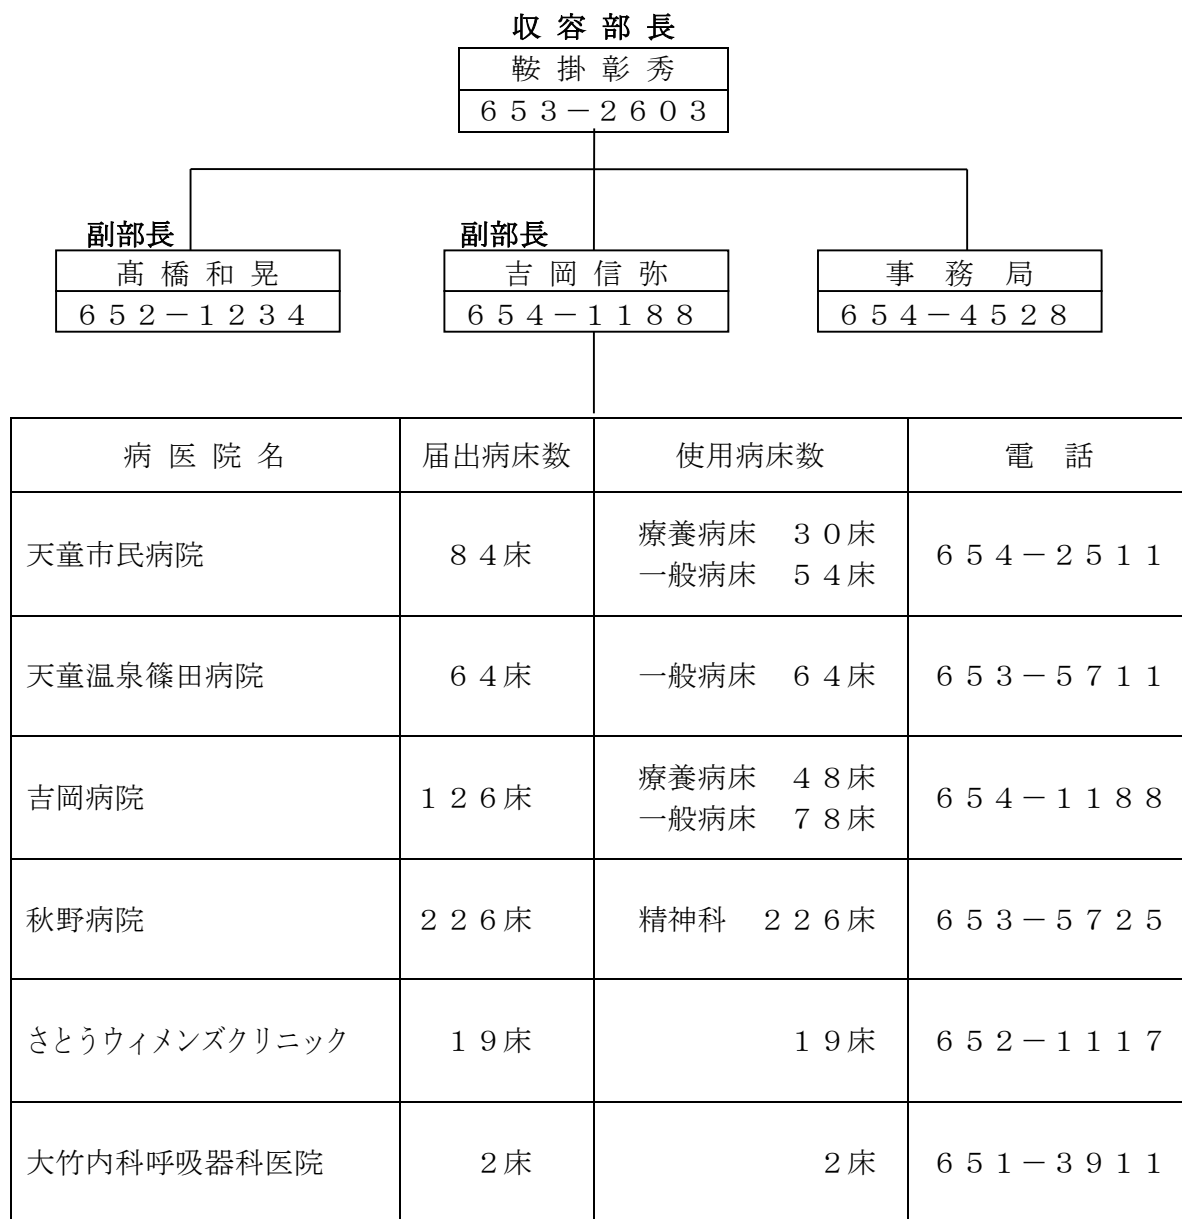 収容部長
鞍掛彰秀
６５３－２６０３
副部長
髙橋和晃
６５２－１２３４
副部長
吉岡信弥
６５４－１１８８
事務局
６５４－４５２８
病医院名　届出病床数　使用病床数　電話
天童市民病院　８４床　療養病床　３０床　６５４－２５１１
一般病床　５４床
天童温泉篠田病院　６４床　一般病床　６４床　６５３－５７１１
吉岡病院　１２６床　療養病床　４８床　６５４－１１８８
一般病床　７８床
秋野病院　２２６床　精神科　２２６床　６５３－５７２５
さとうウィメンズクリニック　１９床　１９床　６５２－１１１７
大竹内科呼吸器科医院　２床　２床　６５１－３９１１